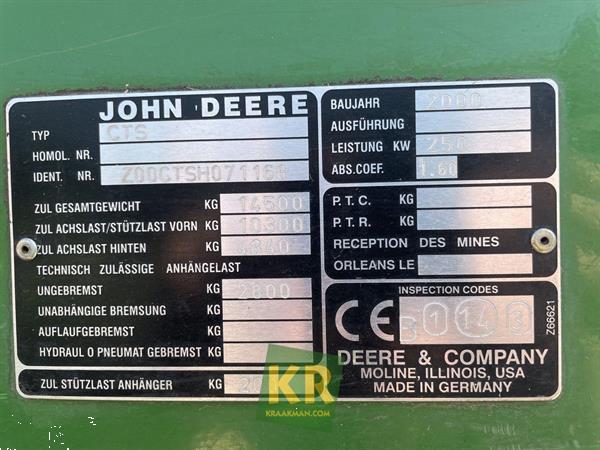 JOHN DEERE
TYP CTS
HOMOL. NR.
IDENT. NR.
ZUL GESAMTGEWICHT KG 14500
ZUL ACHSLAST/STÜTZLAST VORN KG 10300
ZUL ACHSLAST HINTEN KG
TECHNISCH ZULÄSSIGE ANHÄNGELAST
UNGEBREMST KG
UNABHÄNGIGE BREMSUNG KG
AUFLAUFGEBREMST KG
HYDRAUL O PNEUMAT GEBREMST KG
ZUL STÜTZLAST ANHÄNGER KG
BAUJAHR 2000
AUSFÜHRUNG
LEISTUNG KW
ABS.COEF. 1.60
P. T. C. KG
P. T. R. KG
RECEPTION DES MINES
ORLEANS LE
INSPECTION CODES
CE B 1 14 3
Z66621
DEERE & COMPANY
MOLINE, ILLINOIS, USA
MADE IN GERMANY
KR
KRAAKMAN.COM